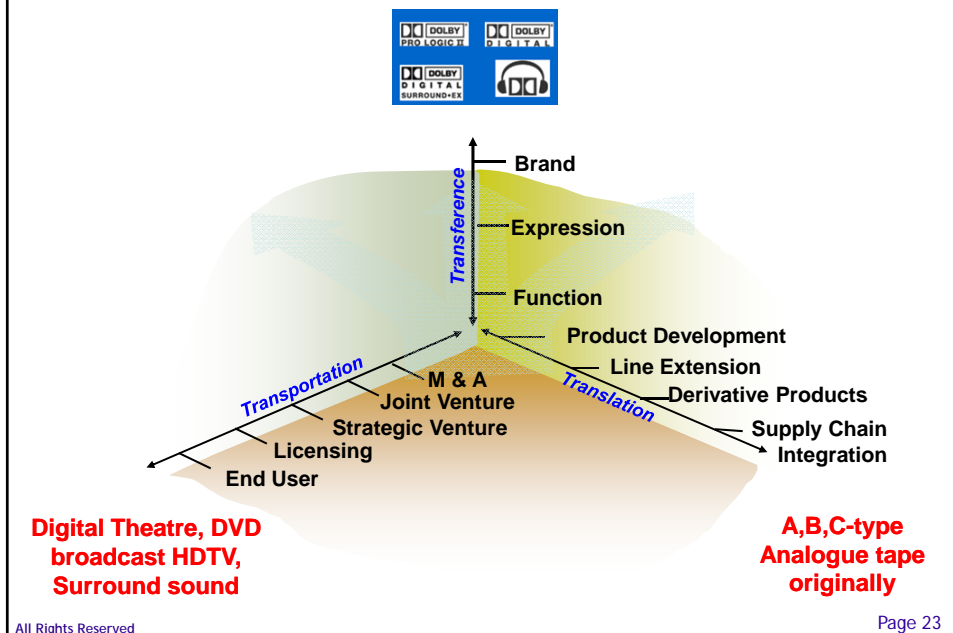 DOLBY
PRO LOGIC II
DOLBY
DIGITAL
DOLBY
DIGITAL
SURROUND•EX
Brand
Transference
Expression
Function
Product Development
Line Extension
Translation
Derivative Products
Supply Chain
Integration
Transportation
M & A
Joint Venture
Strategic Venture
Licensing
End User
Digital Theatre, DVD
broadcast HDTV,
Surround sound
A,B,C-type
Analogue tape
originally
All Rights Reserved
Page 23